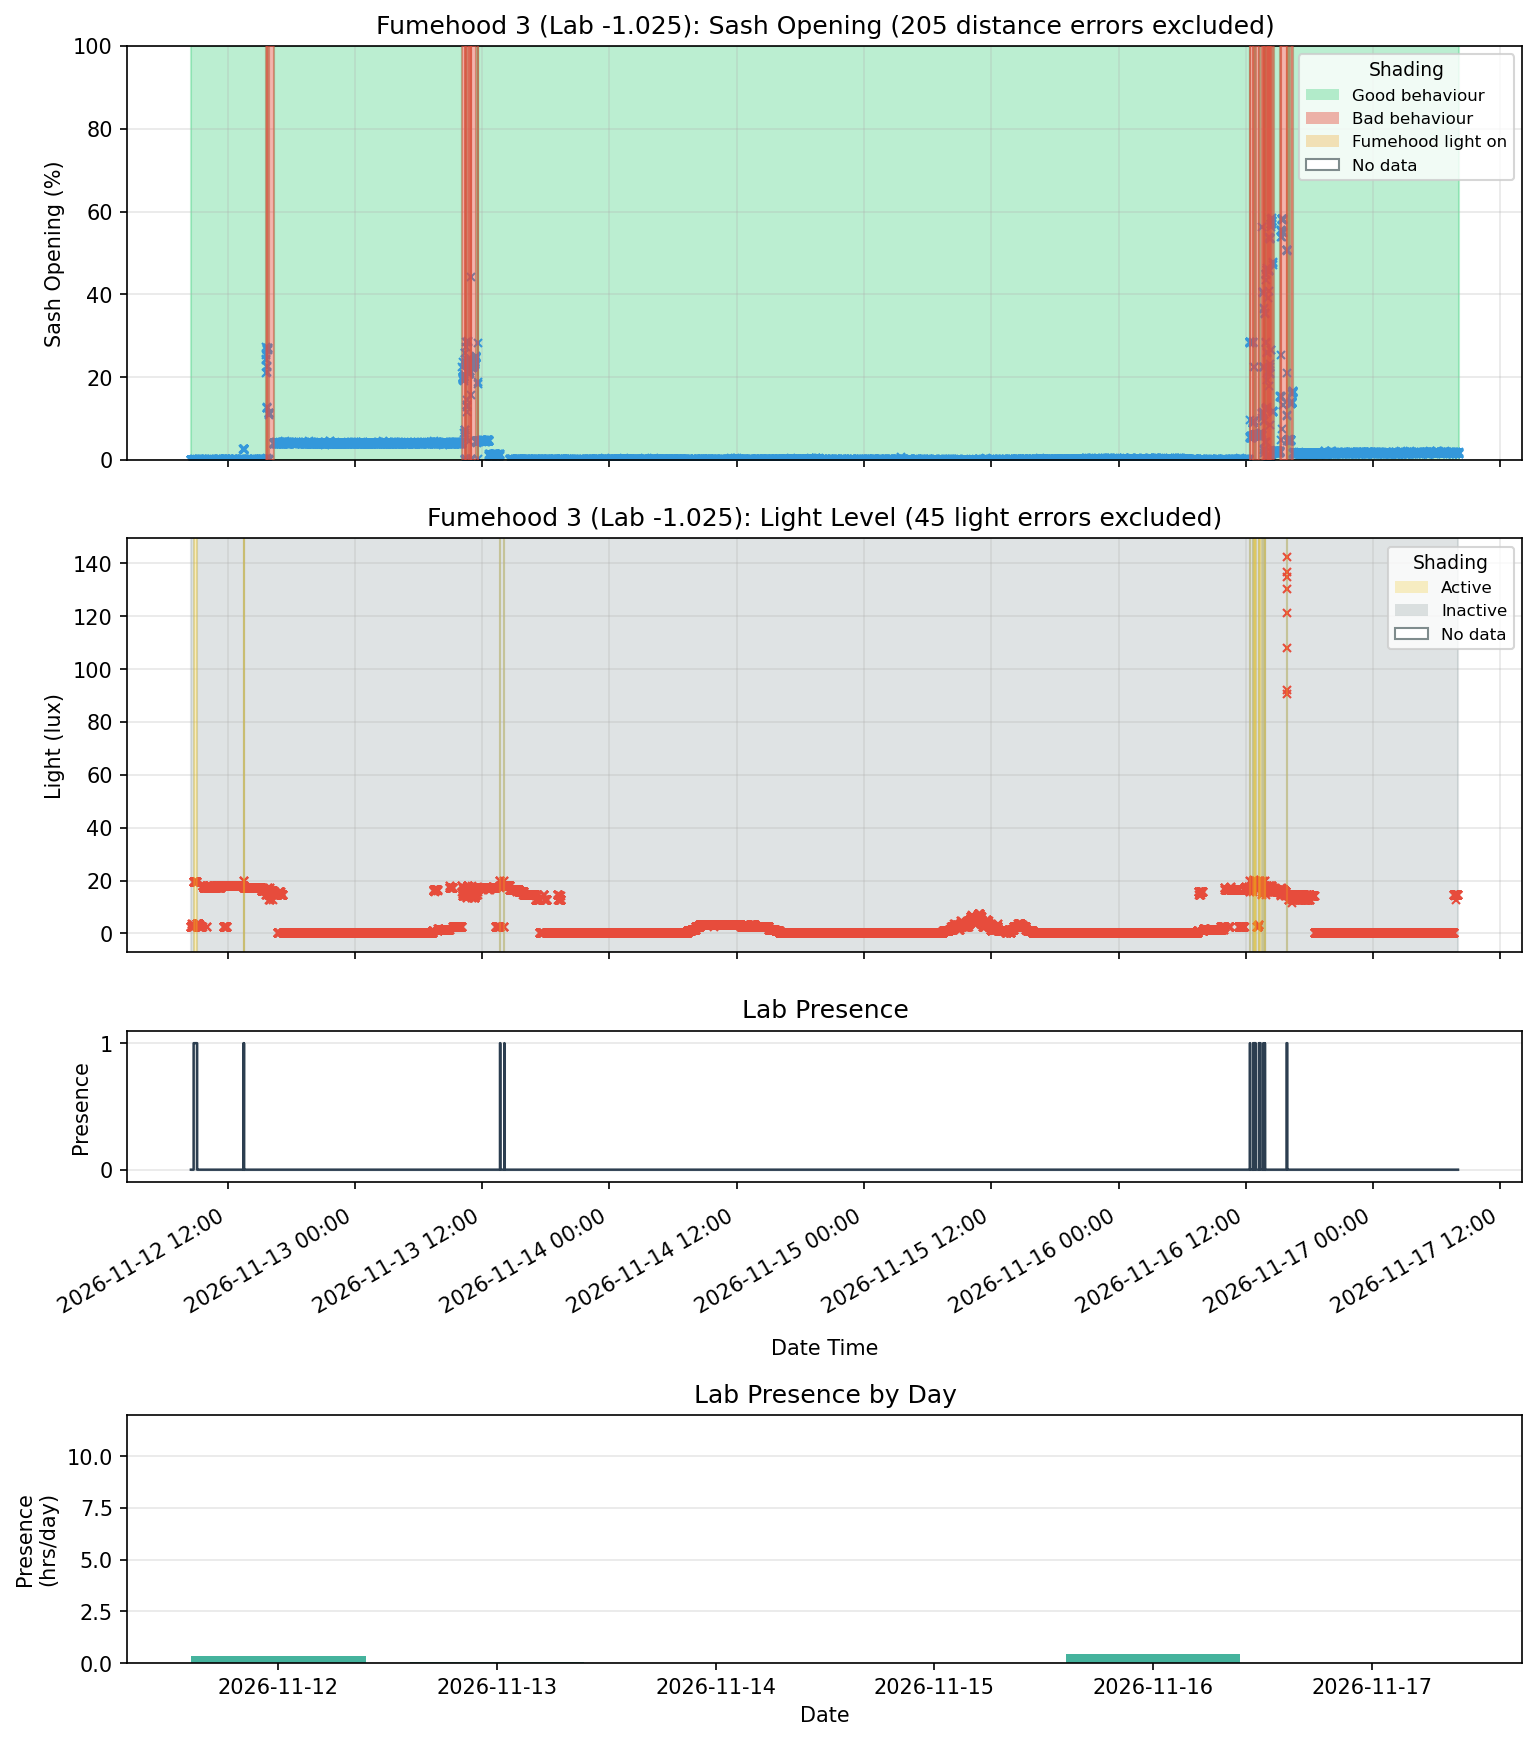 Fumehood 3 (Lab -1.025): Sash Opening (205 distance errors excluded)
Sash Opening (%)
100
80
60
40
20
0
Shading
Good behaviour
Bad behaviour
Fumehood light on
No data
Fumehood 3 (Lab -1.025): Light Level (45 light errors excluded)
Light (lux)
140
120
100
80
60
40
20
0
Shading
Active
Inactive
No data
Lab Presence
Presence
1
0
2026-11-12 12:00
2026-11-13 00:00
2026-11-13 12:00
2026-11-14 00:00
2026-11-14 12:00
2026-11-15 00:00
2026-11-15 12:00
2026-11-16 00:00
2026-11-16 12:00
2026-11-17 00:00
2026-11-17 12:00
Date Time
Lab Presence by Day
Presence
(hrs/day)
10.0
7.5
5.0
2.5
0.0
2026-11-12
2026-11-13
2026-11-14
2026-11-15
2026-11-16
2026-11-17
Date